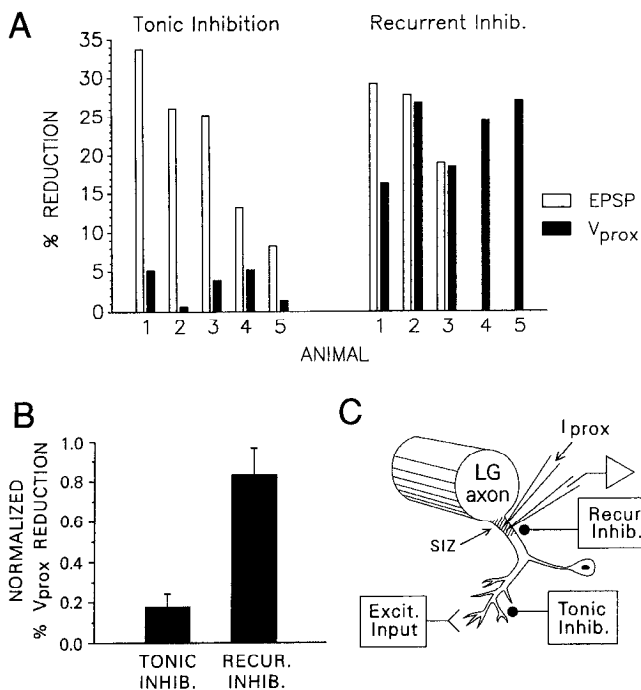 A
Tonic Inhibition
Recurrent Inhib.
% REDUCTION
35
30
25
20
15
10
5
0
1 2 3 4 5
1 2 3 4 5
ANIMAL
EPSP
Vprox
B
NORMALIZED
% Vprox REDUCTION
1.0
0.8
0.6
0.4
0.2
0.0
TONIC
INHIB.
RECUR.
INHIB.
C
I prox
LG
axon
SIZ
Recur.
Inhib.
Excit.
Input
Tonic
Inhib.